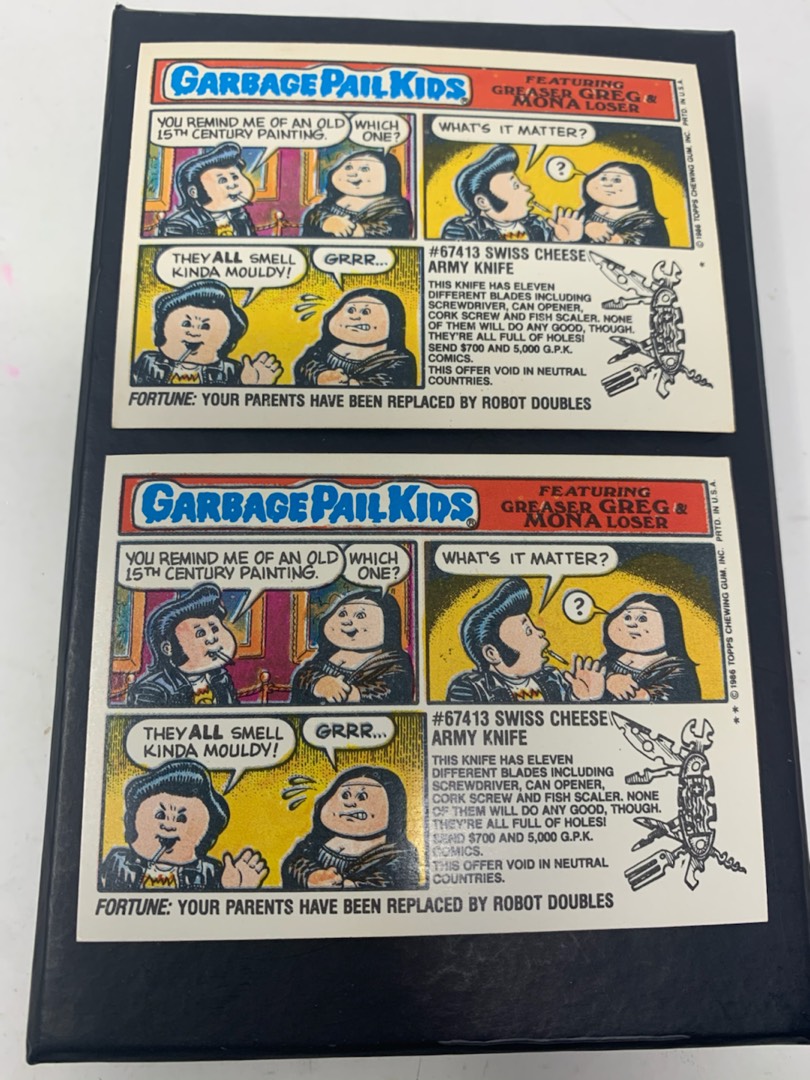 GARBAGE PAIL KIDS®
FEATURING
GREASER GREG &
MONA LOSER
YOU REMIND ME OF AN OLD
15TH CENTURY PAINTING.
WHICH
ONE?
WHAT'S IT MATTER?
?
THEY ALL SMELL
KINDA MOULDY!
GRRR...
#67413 SWISS CHEESE
ARMY KNIFE
THIS KNIFE HAS ELEVEN
DIFFERENT BLADES INCLUDING
SCREWDRIVER, CAN OPENER,
CORK SCREW AND FISH SCALER. NONE
OF THEM WILL DO ANY GOOD, THOUGH.
THEY'RE ALL FULL OF HOLES!
SEND $700 AND 5,000 G.P.K.
COMICS.
THIS OFFER VOID IN NEUTRAL
COUNTRIES.
FORTUNE: YOUR PARENTS HAVE BEEN REPLACED BY ROBOT DOUBLES
* © 1986 TOPPS CHEWING GUM, INC. PRTD. IN U.S.A.
GARBAGE PAIL KIDS®
FEATURING
GREASER GREG &
MONA LOSER
YOU REMIND ME OF AN OLD
15TH CENTURY PAINTING.
WHICH
ONE?
WHAT'S IT MATTER?
?
THEY ALL SMELL
KINDA MOULDY!
GRRR...
#67413 SWISS CHEESE
ARMY KNIFE
THIS KNIFE HAS ELEVEN
DIFFERENT BLADES INCLUDING
SCREWDRIVER, CAN OPENER,
CORK SCREW AND FISH SCALER. NONE
OF THEM WILL DO ANY GOOD, THOUGH.
THEY'RE ALL FULL OF HOLES!
SEND $700 AND 5,000 G.P.K.
COMICS.
THIS OFFER VOID IN NEUTRAL
COUNTRIES.
FORTUNE: YOUR PARENTS HAVE BEEN REPLACED BY ROBOT DOUBLES
** © 1986 TOPPS CHEWING GUM, INC. PRTD. IN U.S.A.